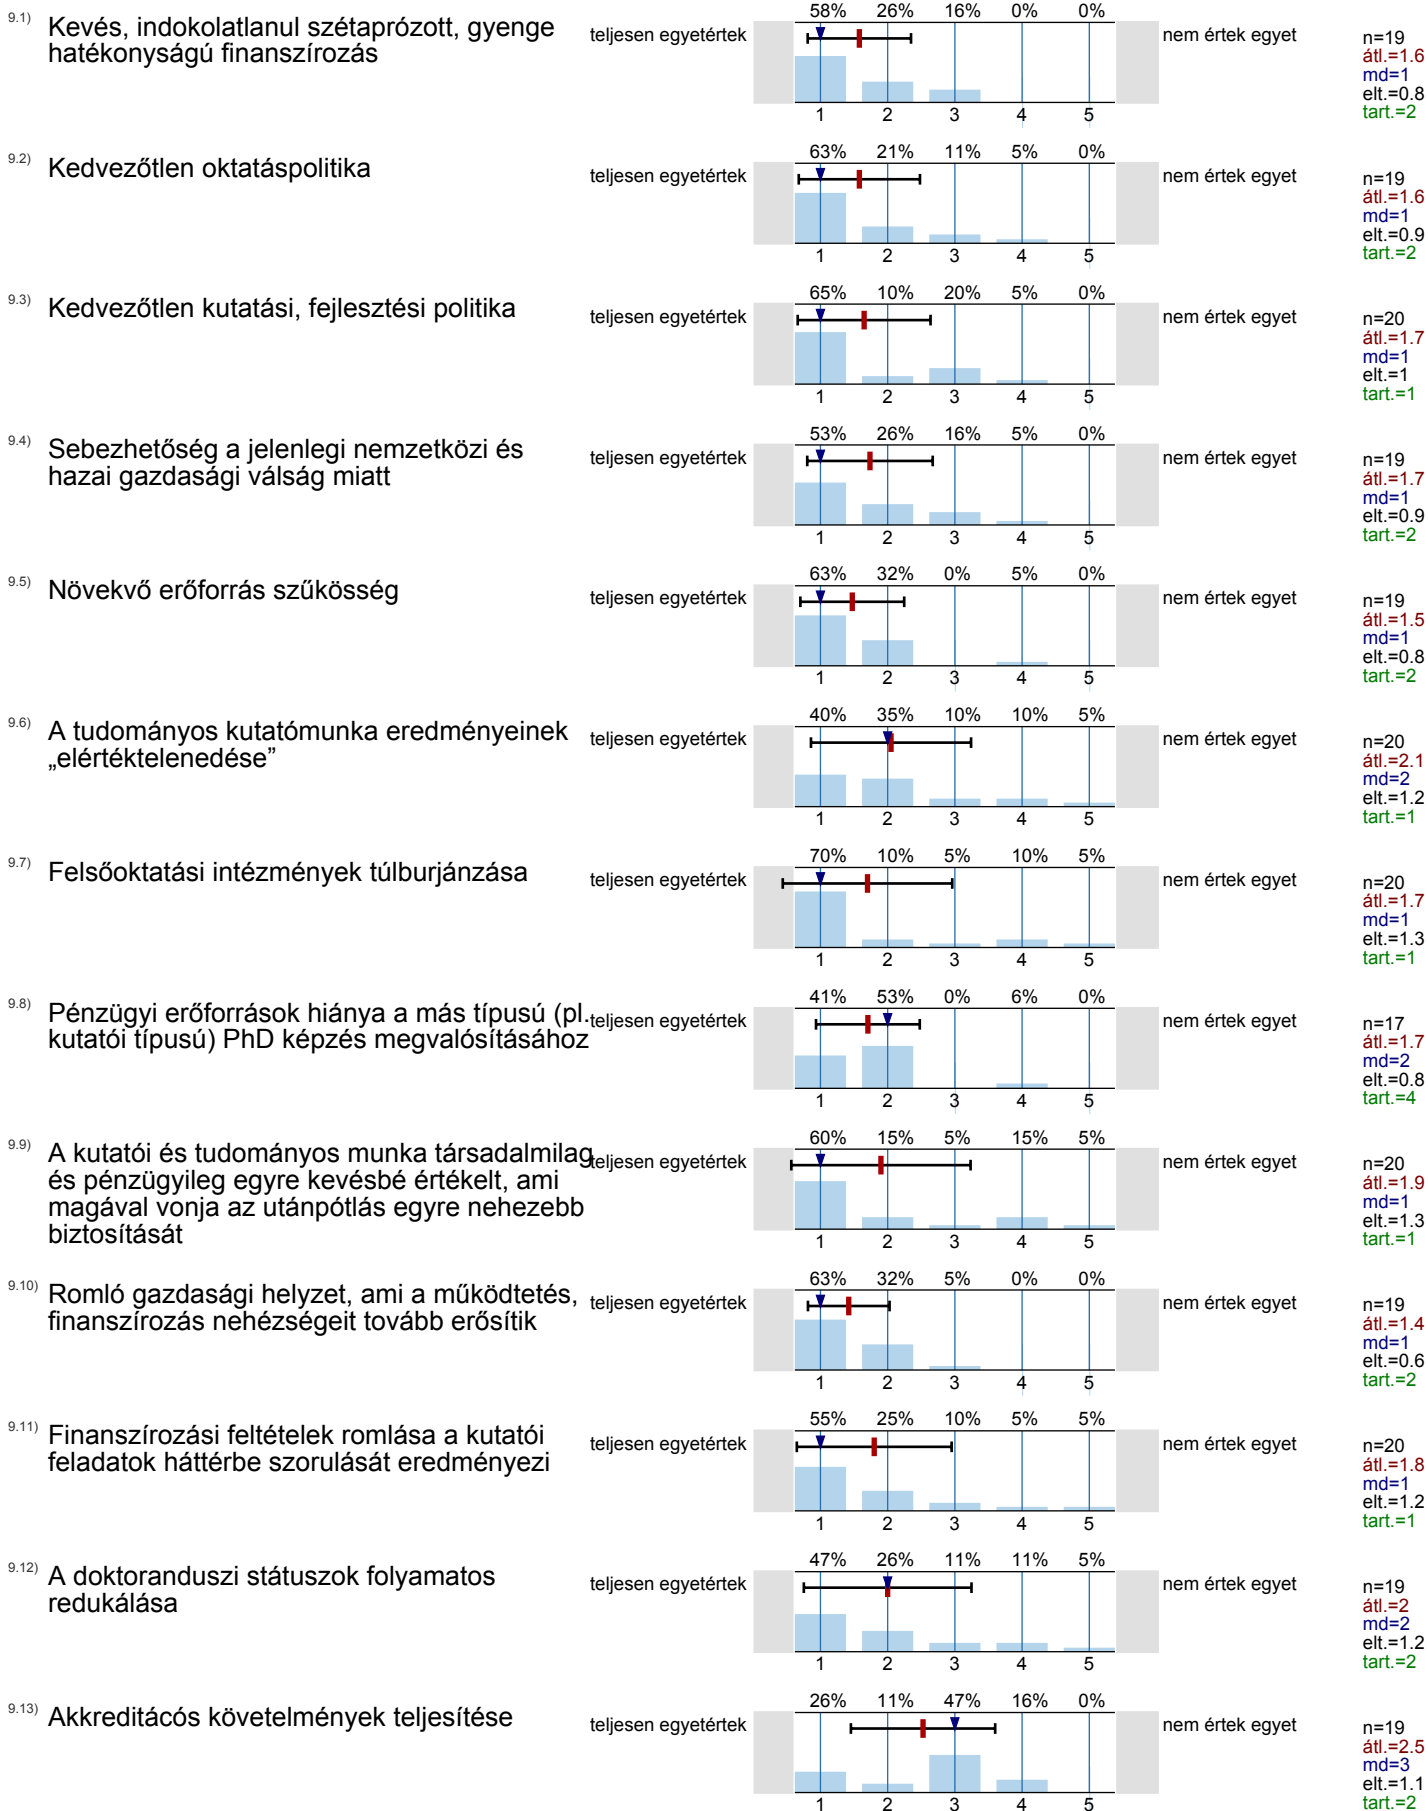 58% 26% 16% 0% 0%
9.1) Kevés, indokolatlanul szétaprózott, gyenge
hatékonyságú finanszírozás
teljesen egyetértek
nem értek egyet
n=19
átl.=1.6
md=1
elt.=0.8
tart.=2
1 2 3 4 5
63% 21% 11% 5% 0%
9.2) Kedvezőtlen oktatáspolitika
teljesen egyetértek
nem értek egyet
n=19
átl.=1.6
md=1
elt.=0.9
tart.=2
1 2 3 4 5
65% 10% 20% 5% 0%
9.3) Kedvezőtlen kutatási, fejlesztési politika
teljesen egyetértek
nem értek egyet
n=20
átl.=1.7
md=1
elt.=1
tart.=1
1 2 3 4 5
53% 26% 16% 5% 0%
9.4) Sebezhetőség a jelenlegi nemzetközi és
hazai gazdasági válság miatt
teljesen egyetértek
nem értek egyet
n=19
átl.=1.7
md=1
elt.=0.9
tart.=2
1 2 3 4 5
63% 32% 0% 5% 0%
9.5) Növekvő erőforrás szűkösség
teljesen egyetértek
nem értek egyet
n=19
átl.=1.5
md=1
elt.=0.8
tart.=2
1 2 3 4 5
40% 35% 10% 10% 5%
9.6) A tudományos kutatómunka eredményeinek
„elértéktelenedése”
teljesen egyetértek
nem értek egyet
n=20
átl.=2.1
md=2
elt.=1.2
tart.=1
1 2 3 4 5
70% 10% 5% 10% 5%
9.7) Felsőoktatási intézmények túlburjánzása
teljesen egyetértek
nem értek egyet
n=20
átl.=1.7
md=1
elt.=1.3
tart.=1
1 2 3 4 5
41% 53% 0% 6% 0%
9.8) Pénzügyi erőforrások hiánya a más típusú (pl.
kutatói típusú) PhD képzés megvalósításához
teljesen egyetértek
nem értek egyet
n=17
átl.=1.7
md=2
elt.=0.8
tart.=4
1 2 3 4 5
60% 15% 5% 15% 5%
9.9) A kutatói és tudományos munka társadalmilag
és pénzügyileg egyre kevésbé értékelt, ami
magával vonja az utánpótlás egyre nehezebb
biztosítását
teljesen egyetértek
nem értek egyet
n=20
átl.=1.9
md=1
elt.=1.3
tart.=1
1 2 3 4 5
63% 32% 5% 0% 0%
9.10) Romló gazdasági helyzet, ami a működtetés,
finanszírozás nehézségeit tovább erősítik
teljesen egyetértek
nem értek egyet
n=19
átl.=1.4
md=1
elt.=0.6
tart.=2
1 2 3 4 5
55% 25% 10% 5% 5%
9.11) Finanszírozási feltételek romlása a kutatói
feladatok háttérbe szorulását eredményezi
teljesen egyetértek
nem értek egyet
n=20
átl.=1.8
md=1
elt.=1.2
tart.=1
1 2 3 4 5
47% 26% 11% 11% 5%
9.12) A doktoranduszi státuszok folyamatos
redukálása
teljesen egyetértek
nem értek egyet
n=19
átl.=2
md=2
elt.=1.2
tart.=2
1 2 3 4 5
26% 11% 47% 16% 0%
9.13) Akkreditácós követelmények teljesítése
teljesen egyetértek
nem értek egyet
n=19
átl.=2.5
md=3
elt.=1.1
tart.=2
1 2 3 4 5